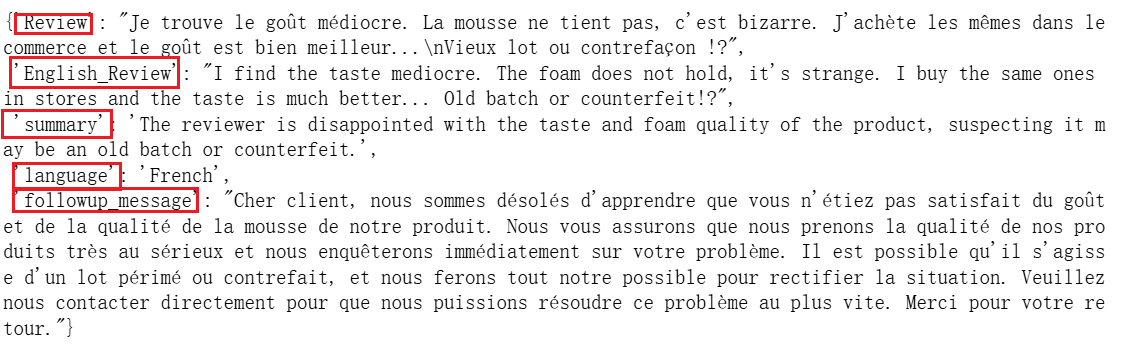 {'Review': "Je trouve le goût médiocre. La mousse ne tient pas, c'est bizarre. J'achète les mêmes dans le
commerce et le goût est bien meilleur...\nVieux lot ou contrefaçon !?",
'English_Review': "I find the taste mediocre. The foam does not hold, it's strange. I buy the same ones
in stores and the taste is much better... Old batch or counterfeit!?",
'summary': 'The reviewer is disappointed with the taste and foam quality of the product, suspecting it m
ay be an old batch or counterfeit.',
'language': 'French',
'followup_message': "Cher client, nous sommes désolés d'apprendre que vous n'étiez pas satisfait du goût
et de la qualité de la mousse de notre produit. Nous vous assurons que nous prenons la qualité de nos pro
duits très au sérieux et nous enquêterons immédiatement sur votre problème. Il est possible qu'il s'agiss
e d'un lot périmé ou contrefait, et nous ferons tout notre possible pour rectifier la situation. Veuillez
nous contacter directement pour que nous puissions résoudre ce problème au plus vite. Merci pour votre re
tour."}